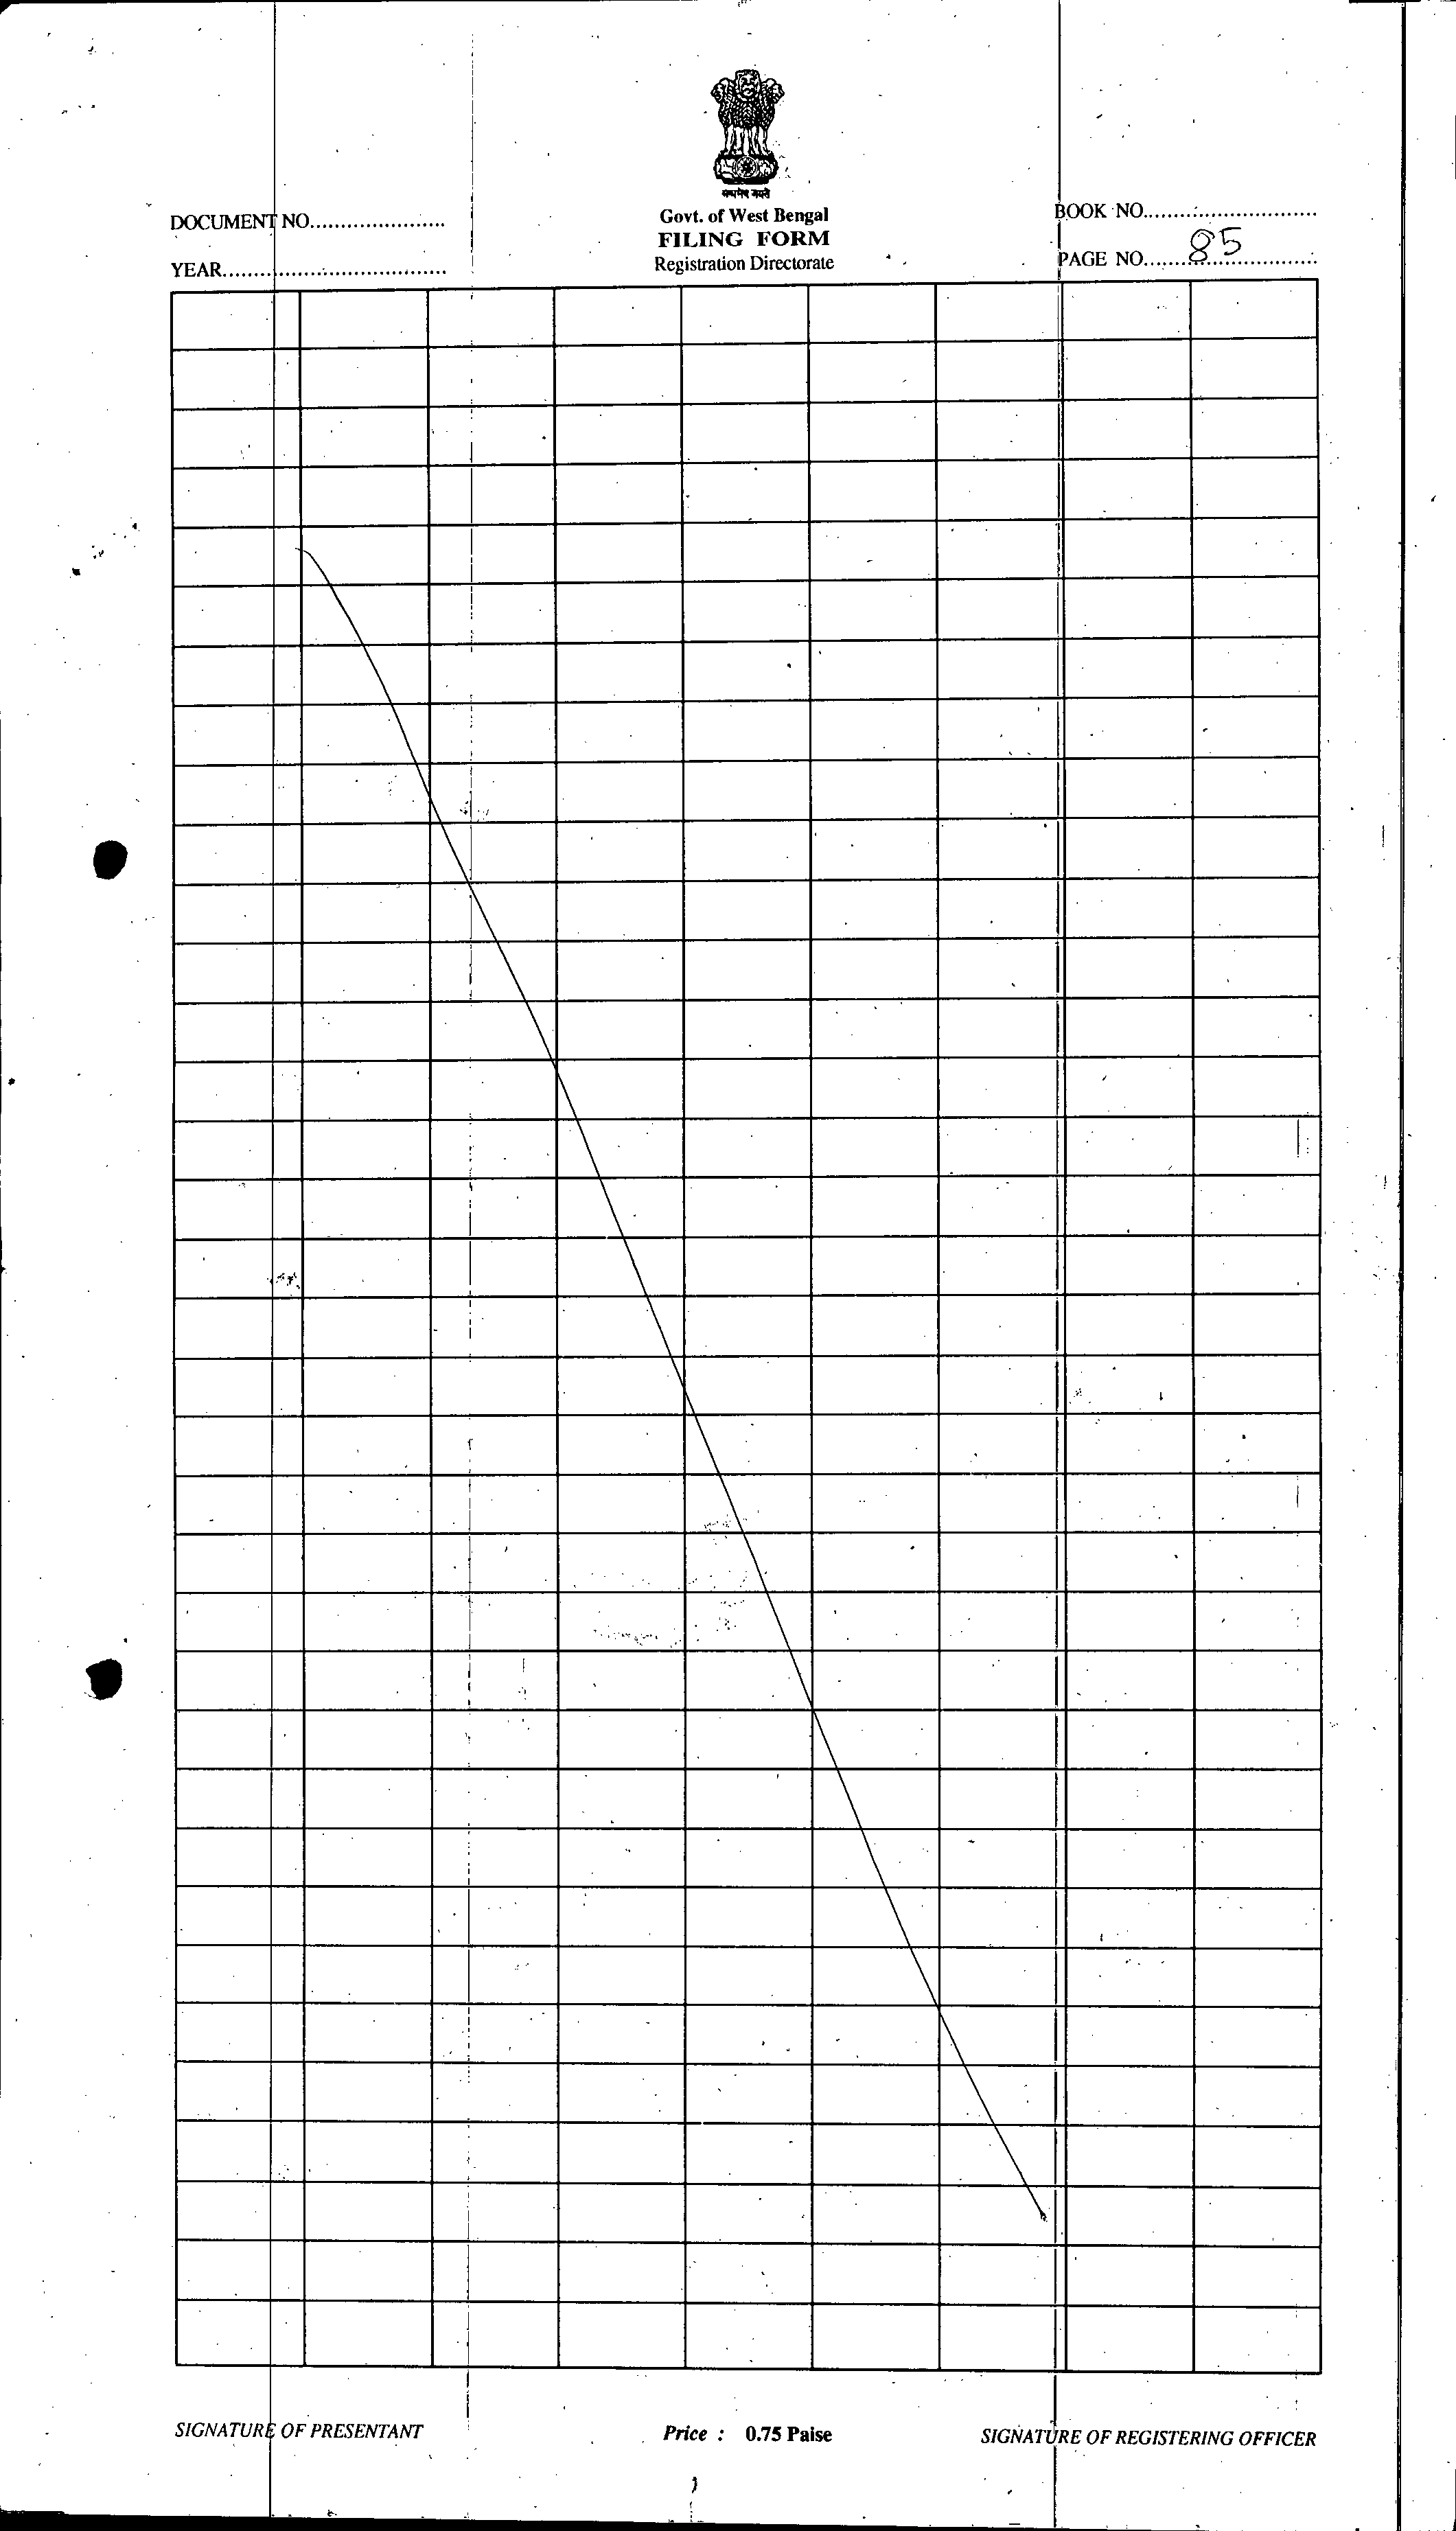 सत्यमेव जयते
DOCUMENT NO......................
Govt. of West Bengal
BOOK NO.............................
FILING FORM
YEAR......................................
Registration Directorate
PAGE NO........85.............
SIGNATURE OF PRESENTANT
Price : 0.75 Paise
SIGNATURE OF REGISTERING OFFICER